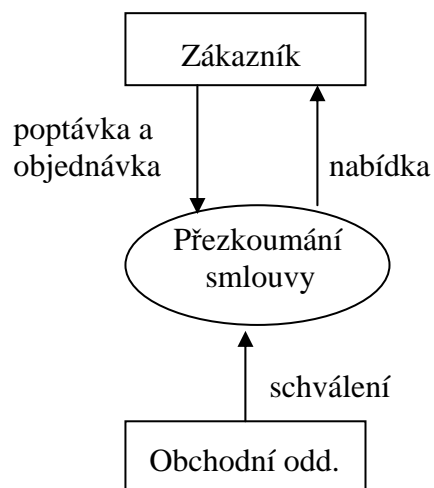 Zákazník
poptávka a
objednávka
nabídka
Přezkoumání
smlouvy
schválení
Obchodní odd.